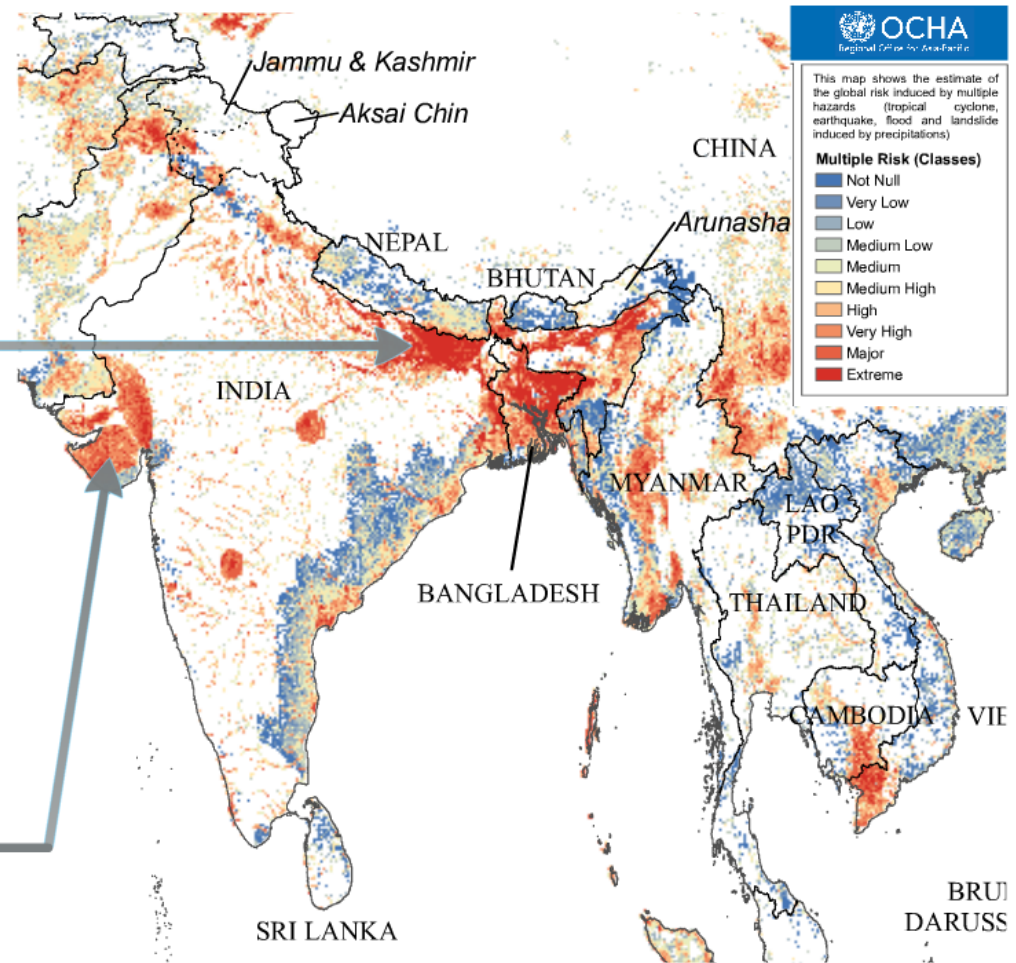 OCHA
Regional Office for Asia-Pacific
This map shows the estimate of
the global risk induced by multiple
hazards (tropical cyclone,
earthquake, flood and landslide
induced by precipitations)
Multiple Risk (Classes)
Not Null
Very Low
Low
Medium Low
Medium
Medium High
High
Very High
Major
Extreme
Jammu & Kashmir
Aksai Chin
CHINA
Arunasha
NEPAL
BHUTAN
INDIA
MYANMAR
LAO
PDR
BANGLADESH
THAILAND
CAMBODIA
VIE
BRUI
DARUSS
SRI LANKA